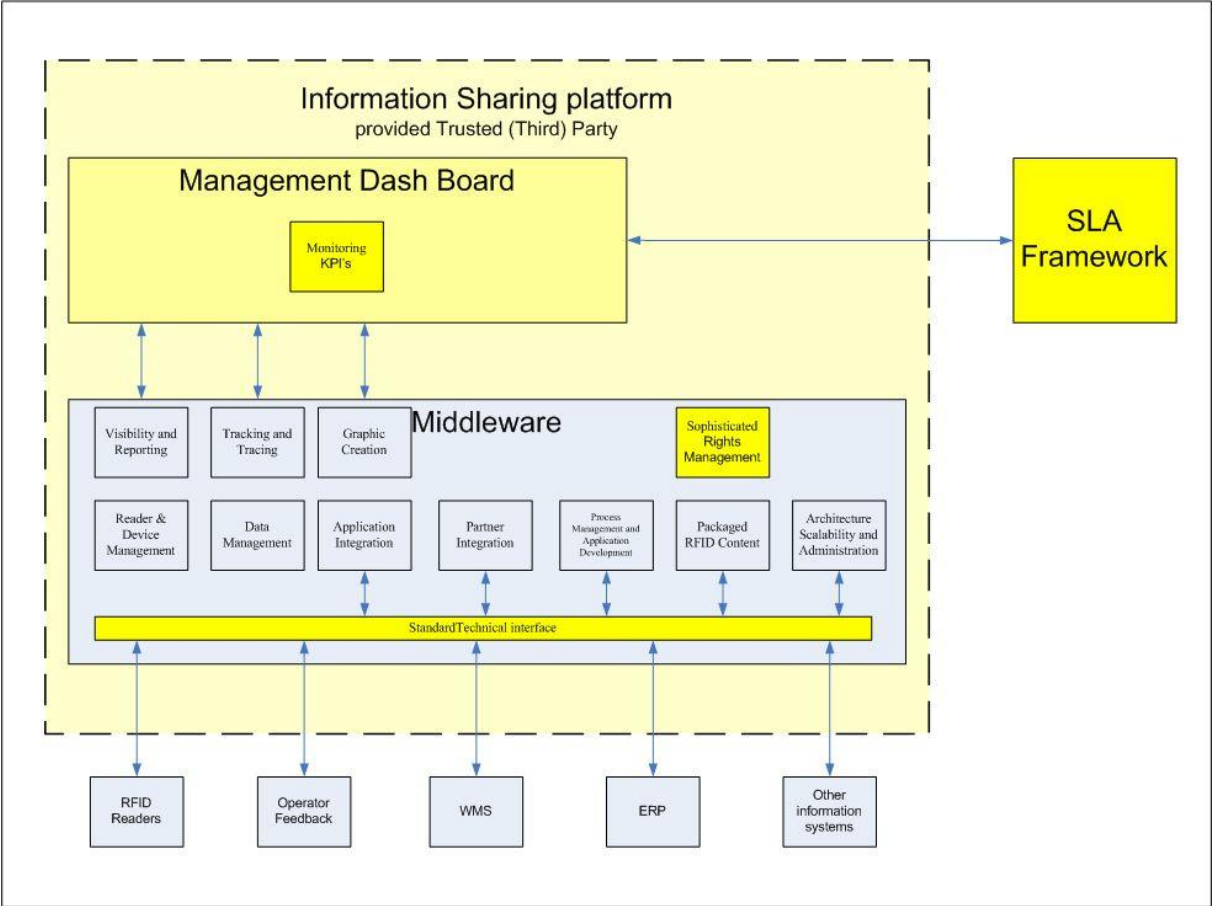 Information Sharing platform
provided Trusted (Third) Party
Management Dash Board
Monitoring
KPI's
SLA
Framework
Middleware
Visibility and
Reporting
Tracking and
Tracing
Graphic
Creation
Sophisticated
Rights
Management
Reader &
Device
Management
Data
Management
Application
Integration
Partner
Integration
Process
Management and
Application
Development
Packaged
RFID Content
Architecture
Scalability and
Administration
StandardTechnical interface
RFID
Readers
Operator
Feedback
WMS
ERP
Other
information
systems